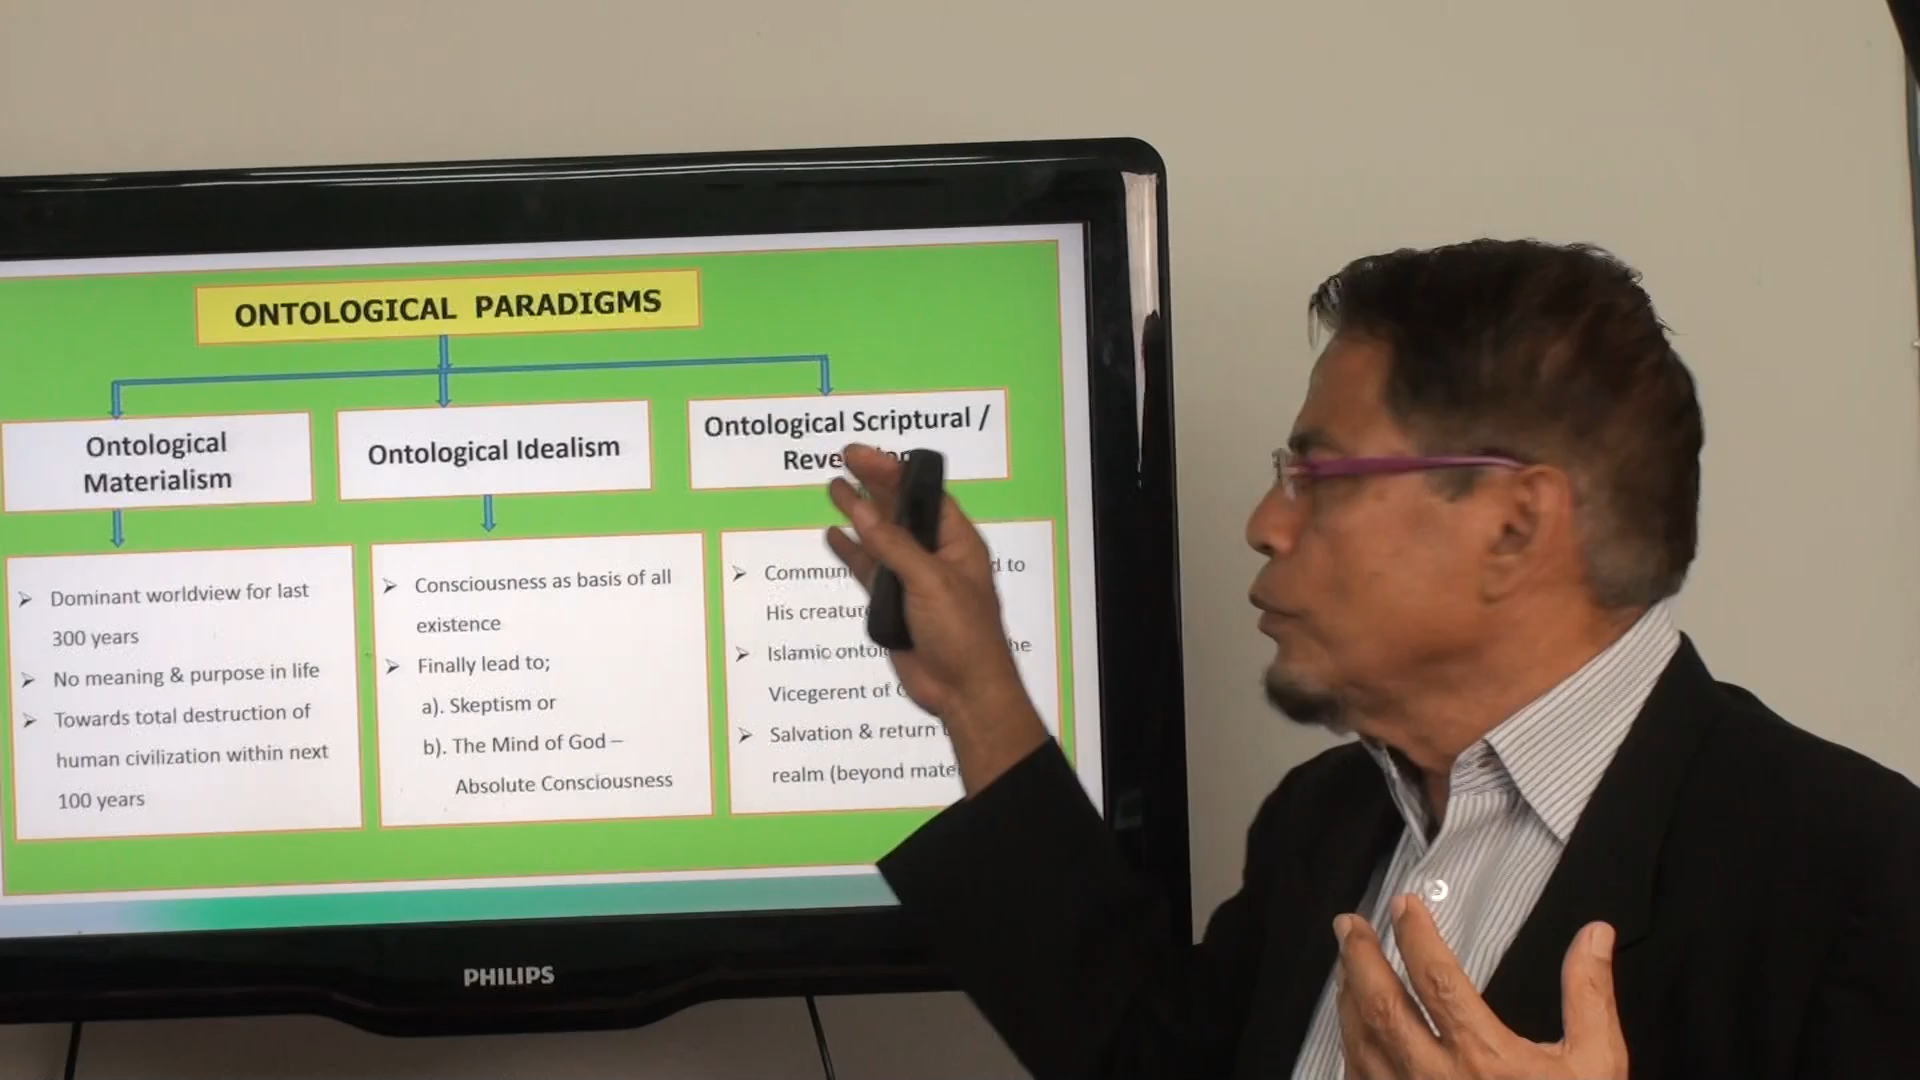 ONTOLOGICAL PARADIGMS
Ontological
Materialism
Ontological Idealism
Ontological Scriptural /
➢ Dominant worldview for last
300 years
➢ No meaning & purpose in life
➢ Towards total destruction of
human civilization within next
100 years
➢ Consciousness as basis of all
existence
➢ Finally lead to;
a). Skeptism or
b). The Mind of God –
Absolute Consciousness
➢ to
His
➢ Islamic
Vicegerent of
➢ Salvation & return
realm (beyond
PHILIPS